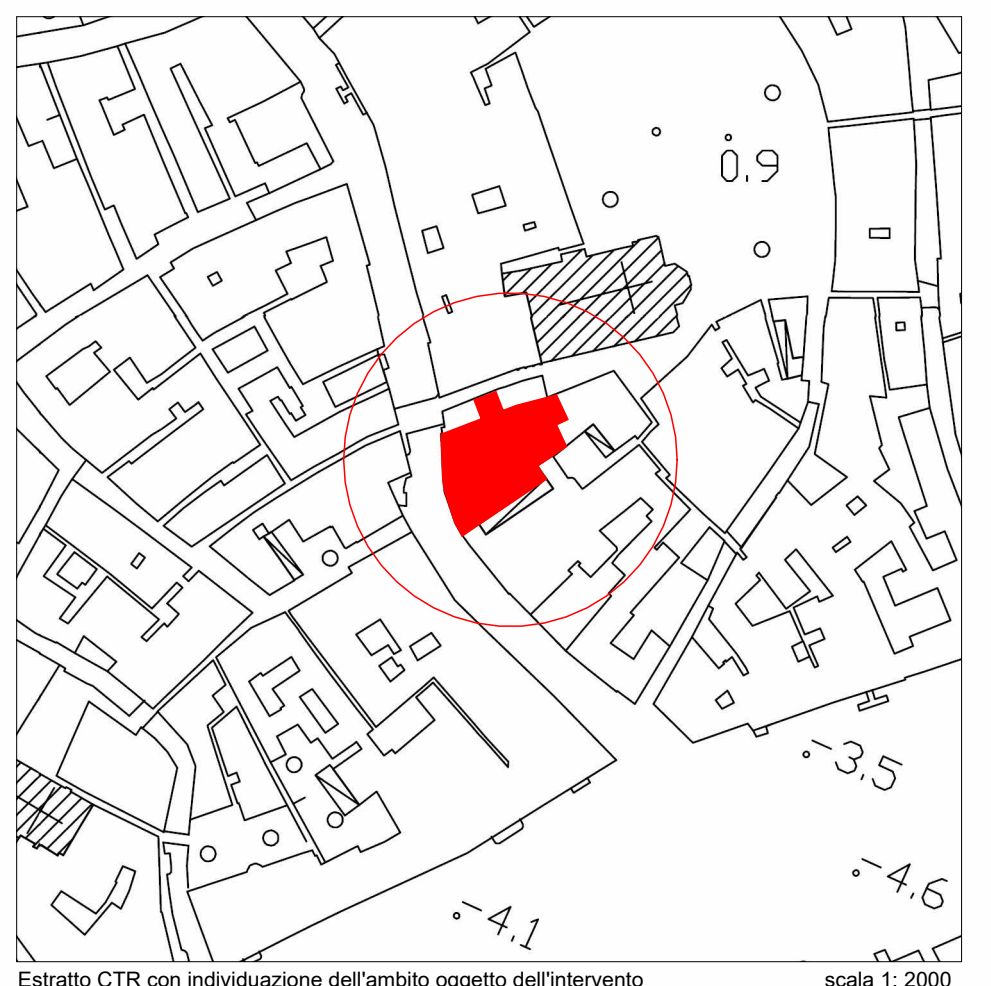 0.9
-3.5
-4.6
-4.1
Estratto CTR con individuazione dell'ambito oggetto dell'intervento scala 1: 2000